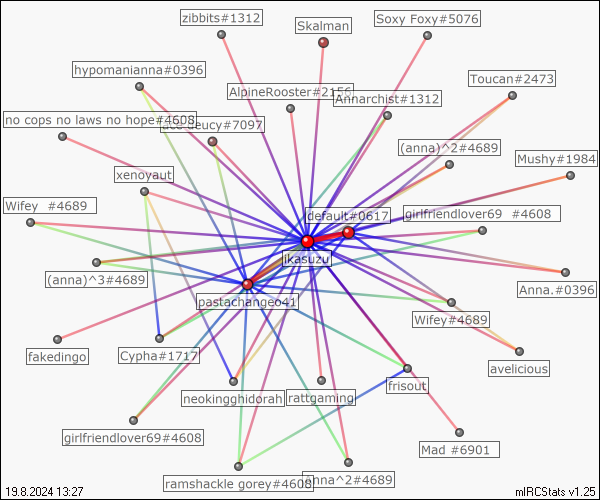 zibbits#1312
Skalman
Soxy Foxy#5076
hypomanianna#0396
Toucan#2473
AlpineRooster#2156
Annarchist#1312
no cops no laws no hope#4608
deucy#7097
(anna)^2#4689
Mushy#1984
xenoyaut
Wifey #4689
default#0617
girlfriendlover69 #4608
ikasuzu
(anna)^3#4689
Anna.#0396
pastachangeo41
Wifey#4689
fakedingo
Cypha#1717
avelicious
frisout
neokingghidorah
rattgaming
girlfriendlover69#4608
Mad #6901
ramshackle gorey#4608
anna^2#4689
19.8.2024 13:27
mIRCStats v1.25